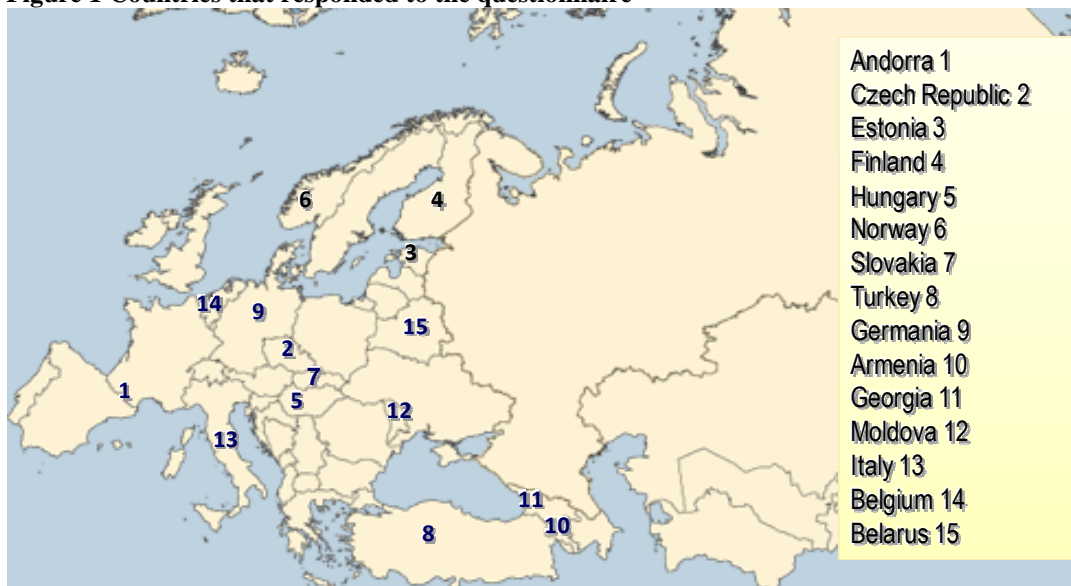 Figure 1 Countries that responded to the questionnaire
Andorra 1
Czech Republic 2
Estonia 3
Finland 4
Hungary 5
Norway 6
Slovakia 7
Turkey 8
Germania 9
Armenia 10
Georgia 11
Moldova 12
Italy 13
Belgium 14
Belarus 15
6
4
3
14
9
15
2
7
1
5
12
13
11
10
8